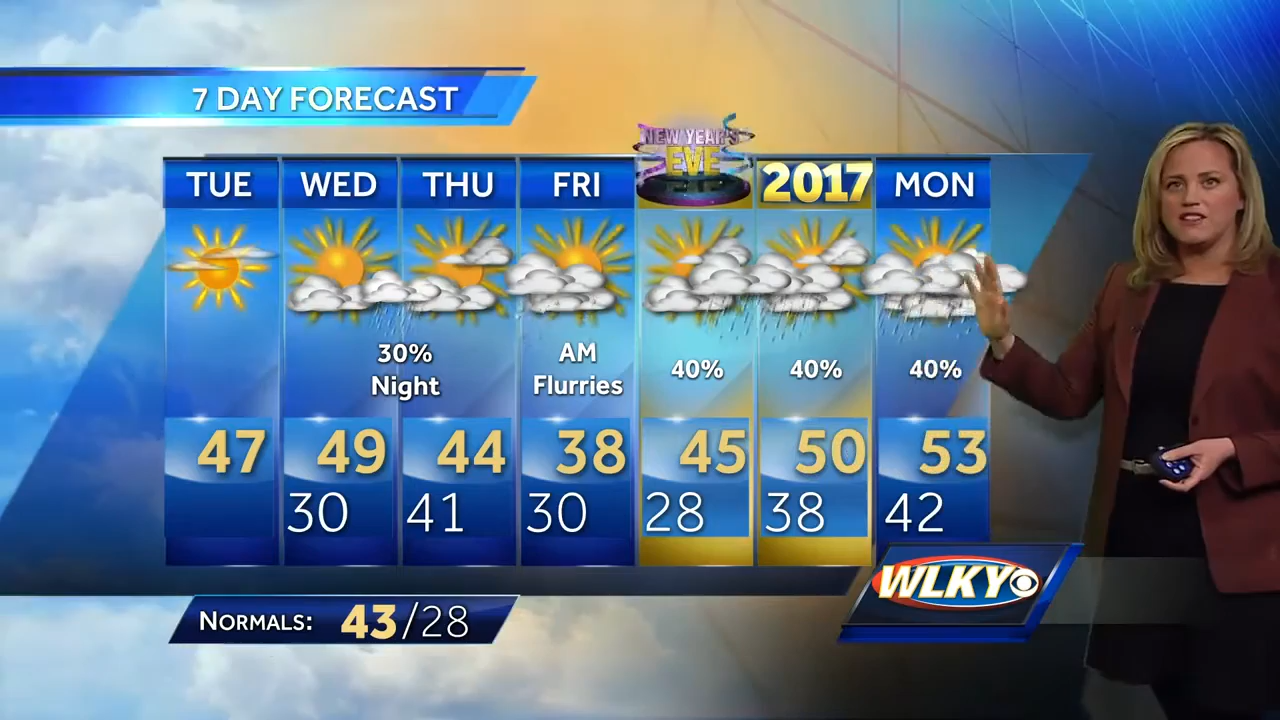 7 DAY FORECAST
NEW YEAR'S
EVE
TUE WED THU FRI 2017 MON
30%
Night
AM
Flurries
40% 40% 40%
47 49 44 38 45 50 53
30 41 30 28 38 42
WLKY
NORMALS: 43/28